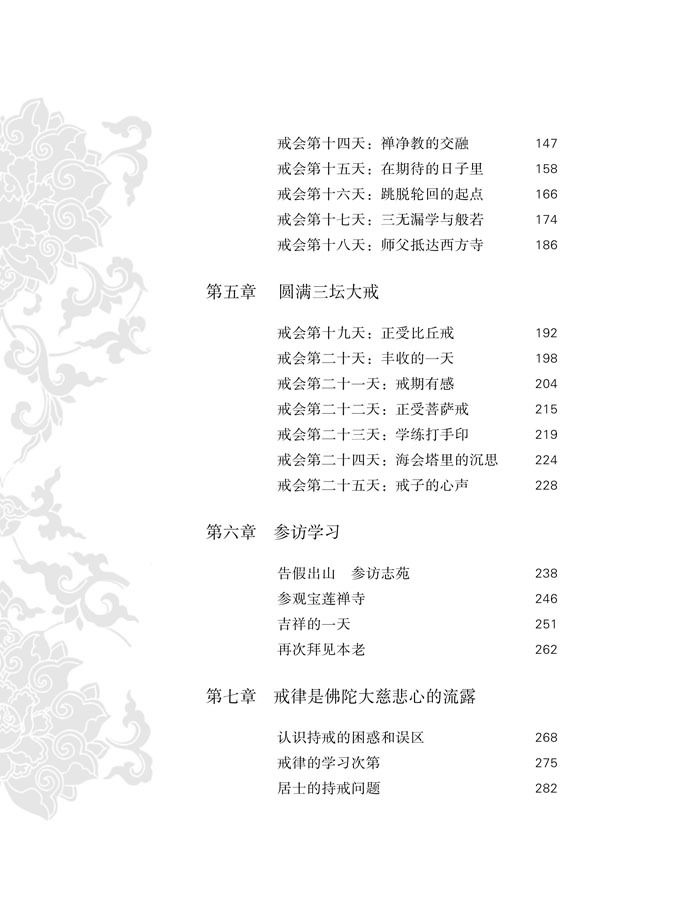 戒会第十四天：禅净教的交融 147
戒会第十五天：在期待的日子里 158
戒会第十六天：跳脱轮回的起点 166
戒会第十七天：三无漏学与般若 174
戒会第十八天：师父抵达西方寺 186
第五章 圆满三坛大戒
戒会第十九天：正受比丘戒 192
戒会第二十天：丰收的一天 198
戒会第二十一天：戒期有感 204
戒会第二十二天：正受菩萨戒 215
戒会第二十三天：学练打手印 219
戒会第二十四天：海会塔里的沉思 224
戒会第二十五天：戒子的心声 228
第六章 参访学习
告假出山 参访志苑 238
参观宝莲禅寺 246
吉祥的一天 251
再次拜见本老 262
第七章 戒律是佛陀大慈悲心的流露
认识持戒的困惑和误区 268
戒律的学习次第 275
居士的持戒问题 282